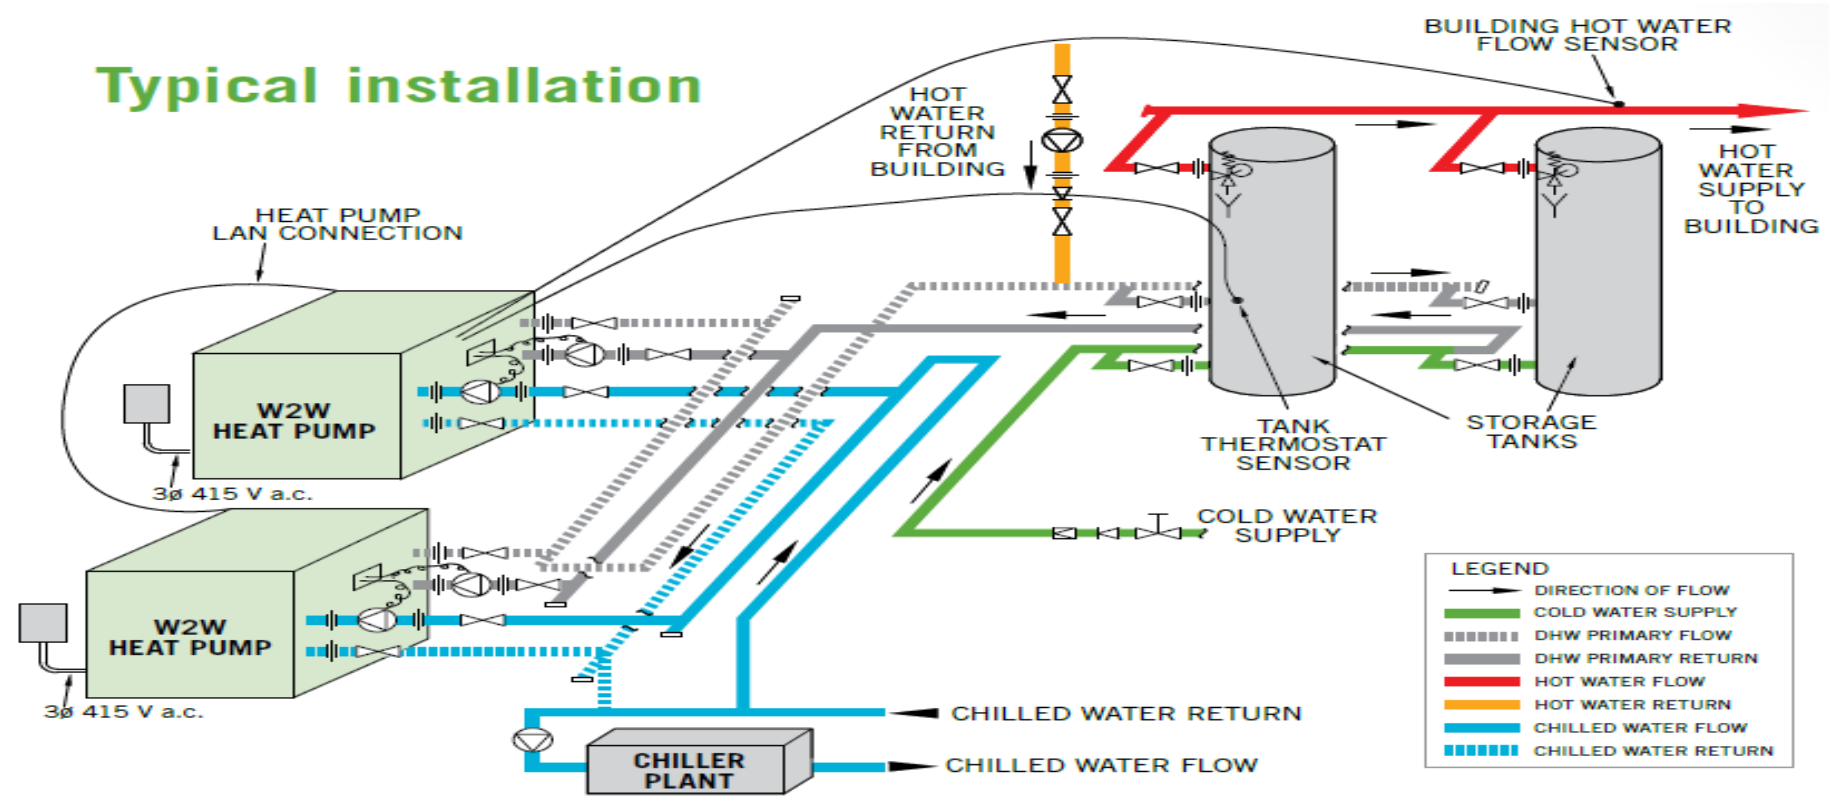 Typical installation
BUILDING HOT WATER
FLOW SENSOR
HOT
WATER
RETURN
FROM
BUILDING
HOT
WATER
SUPPLY
TO
BUILDING
HEAT PUMP
LAN CONNECTION
W2W
HEAT PUMP
3ø 415 V a.c.
TANK
THERMOSTAT
SENSOR
STORAGE
TANKS
COLD WATER
SUPPLY
W2W
HEAT PUMP
3ø 415 V a.c.
CHILLED WATER RETURN
CHILLER
PLANT
CHILLED WATER FLOW
LEGEND
DIRECTION OF FLOW
COLD WATER SUPPLY
DHW PRIMARY FLOW
DHW PRIMARY RETURN
HOT WATER FLOW
HOT WATER RETURN
CHILLED WATER FLOW
CHILLED WATER RETURN